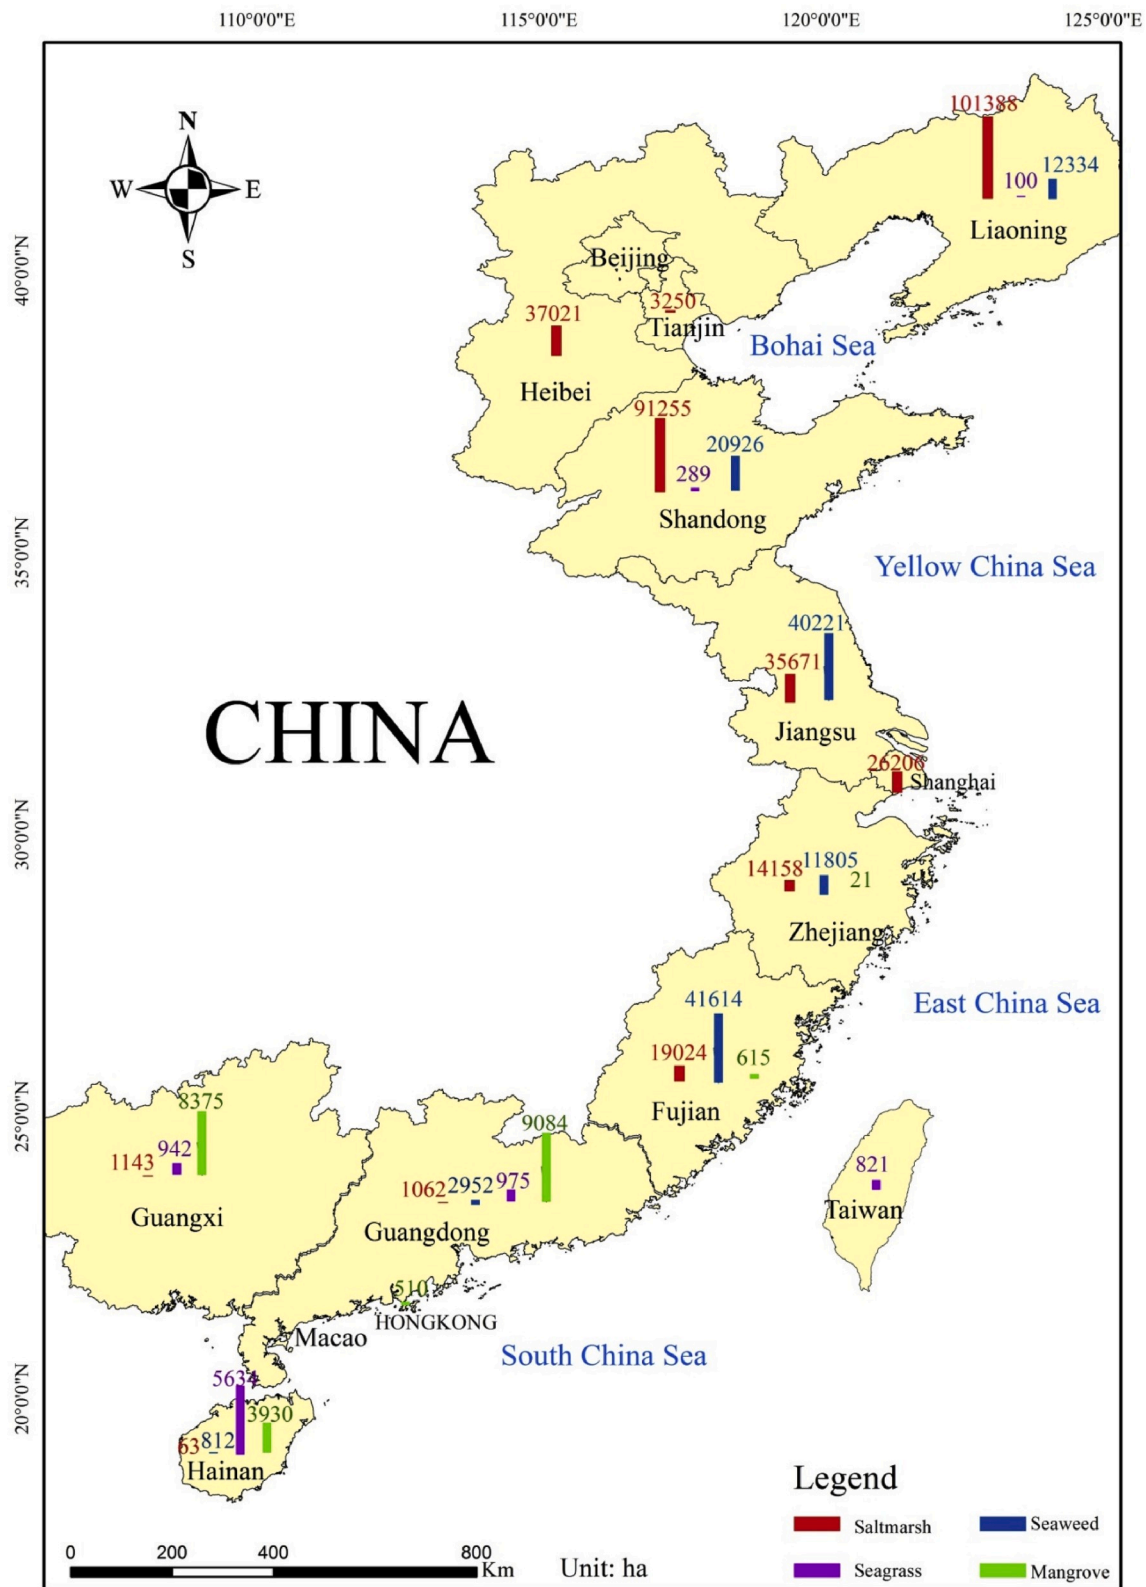 110°0'0"E 115°0'0"E 120°0'0"E 125°0'0"E
N
W E
S
40°0'0"N
35°0'0"N
30°0'0"N
25°0'0"N
20°0'0"N
101388
100
12334
Liaoning
Beijing
3250
Tianjin
37021
Heibei
Bohai Sea
91255
289
20926
Shandong
Yellow China Sea
40221
35671
Jiangsu
CHINA
26206
Shanghai
14158
11805
21
Zhejiang
East China Sea
41614
19024
615
Fujian
8375
942
1143
Guangxi
9084
1062
2952
975
Guangdong
821
Taiwan
510
HONGKONG
Macao
South China Sea
5634
3930
63
812
Hainan
Legend
Saltmarsh
Seaweed
Seagrass
Mangrove
0 200 400 800
Km
Unit: ha